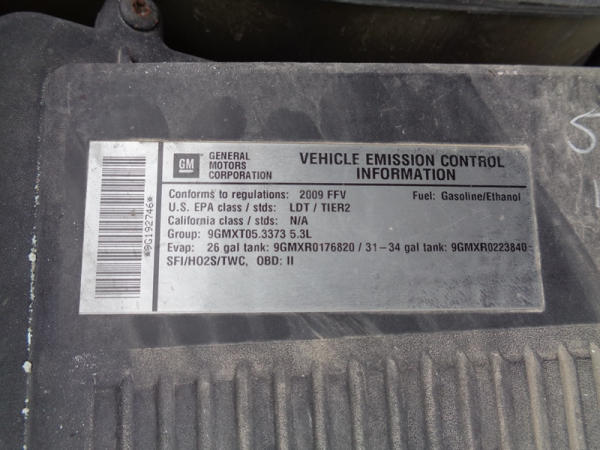 *9G192746*
GM
GENERAL
MOTORS
CORPORATION
VEHICLE EMISSION CONTROL
INFORMATION
Conforms to regulations: 2009 FFV Fuel: Gasoline/Ethanol
U.S. EPA class / stds: LDT / TIER2
California class / stds: N/A
Group: 9GMXT05.3373 5.3L
Evap: 26 gal tank: 9GMXR0176820 / 31-34 gal tank: 9GMXR0223840
SFI/HO2S/TWC, OBD: II